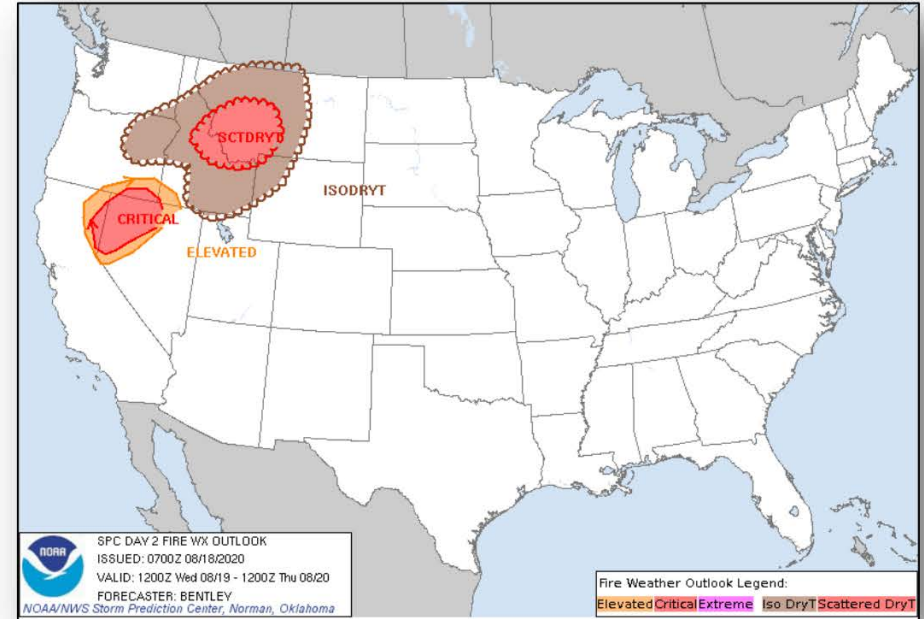 SCTDRYT
ISODRYT
CRITICAL
ELEVATED
NOAA
SPC DAY 2 FIRE WX OUTLOOK
ISSUED: 0700Z 08/18/2020
VALID: 1200Z Wed 08/19 - 1200Z Thu 08/20
FORECASTER: BENTLEY
NOAA/NWS Storm Prediction Center, Norman, Oklahoma
Fire Weather Outlook Legend:
Elevated Critical Extreme Iso DryT Scattered DryT